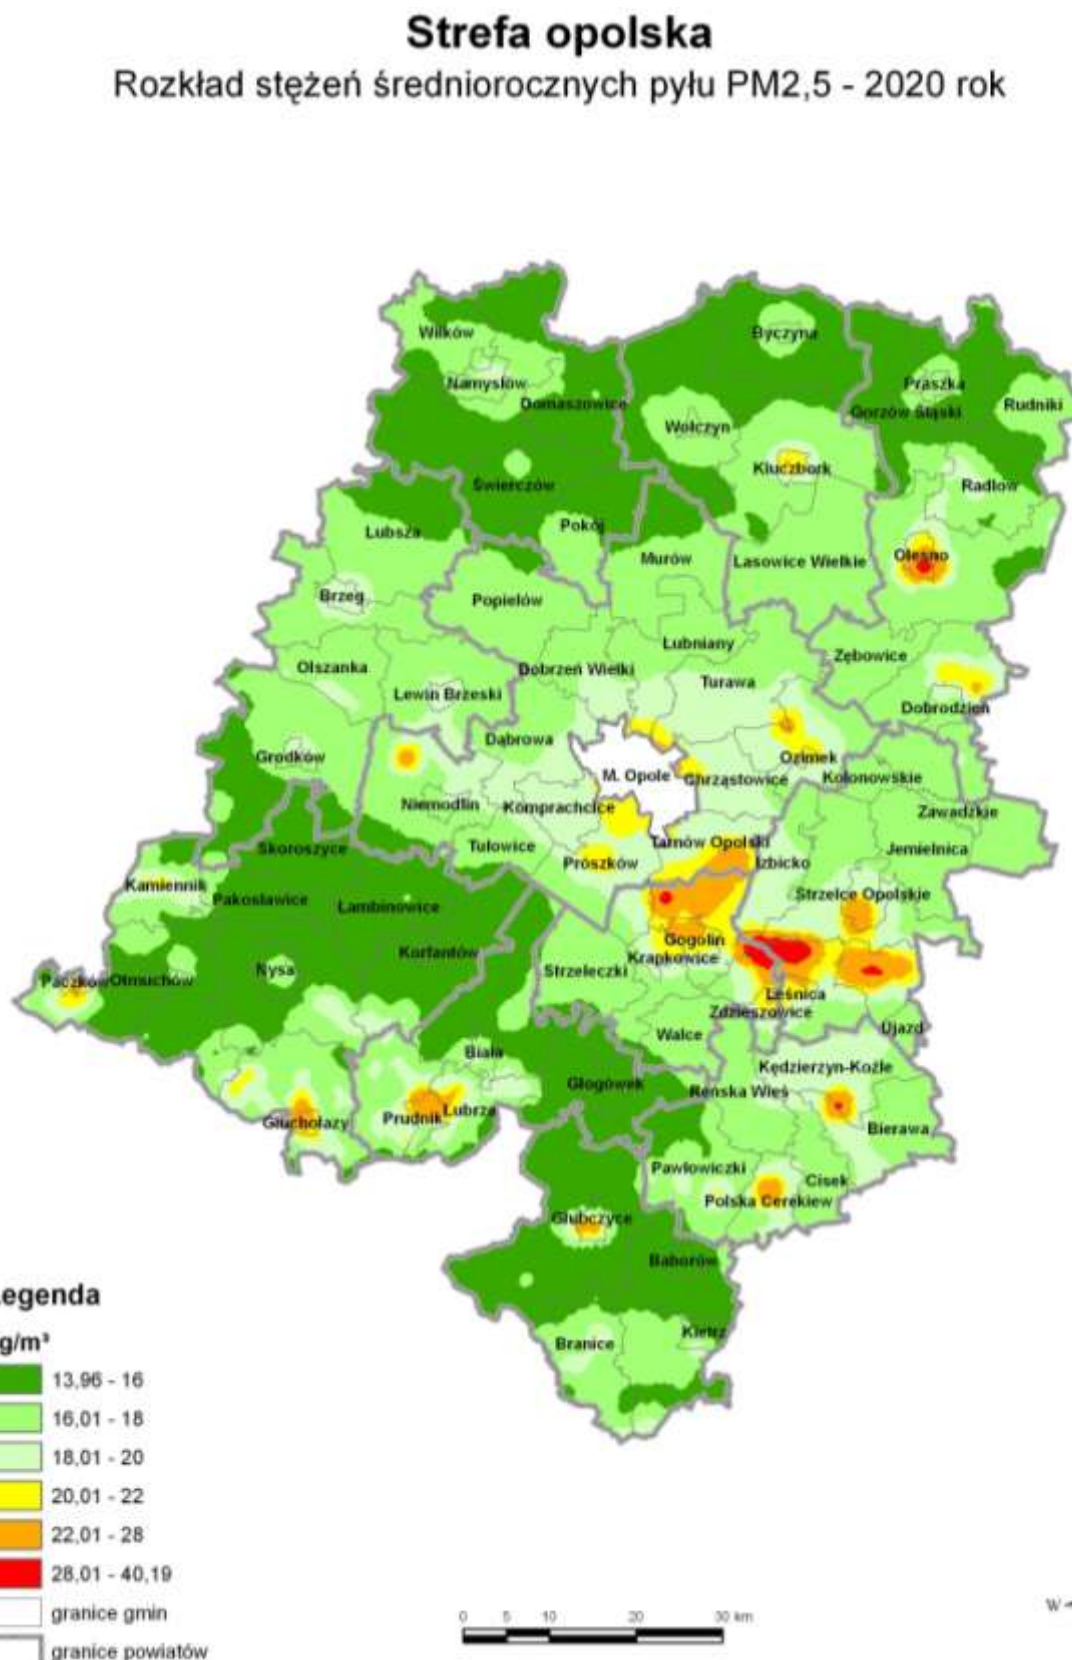 Strefa opolska
Rozkład stężeń średniorocznych pyłu PM2,5 - 2020 rok
Wilków
Byczyna
Namysłów
Praszka
Domaszowice
Gorzów Śląski
Rudniki
Wołczyn
Kluczbork
Świerczów
Radłów
Lubsza
Pokój
Murów
Lasowice Wielkie
Olesno
Brzeg
Popielów
Lubniany
Zębowice
Olszanka
Dobrzeń Wielki
Turawa
Lewin Brzeski
Dobrodzień
Dąbrowa
Grodków
Ozimek
M. Opole
Chrząstowice
Kolonowskie
Niemodlin
Komprachcice
Zawadzkie
Tułowice
Tarnów Opolski
Skoroszyce
Prószków
Izbicko
Jemielnica
Kamiennik
Pakosławice
Łambinowice
Strzelce Opolskie
Korfantów
Gogolin
Krapkowice
Paczków
Otmuchów
Nysa
Strzeleczki
Leśnica
Zdzieszowice
Walce
Ujazd
Biała
Kędzierzyn-Koźle
Głogówek
Reńska Wieś
Głuchołazy
Prudnik
Lubrza
Bierawa
Pawłowiczki
Cisek
Polska Cerekiew
Głubczyce
Baborów
Kietrz
Branice
egenda
g/m³
13,96 - 16
16,01 - 18
18,01 - 20
20,01 - 22
22,01 - 28
28,01 - 40,19
granice gmin
granice powiatów
0 5 10 20 30 km
W